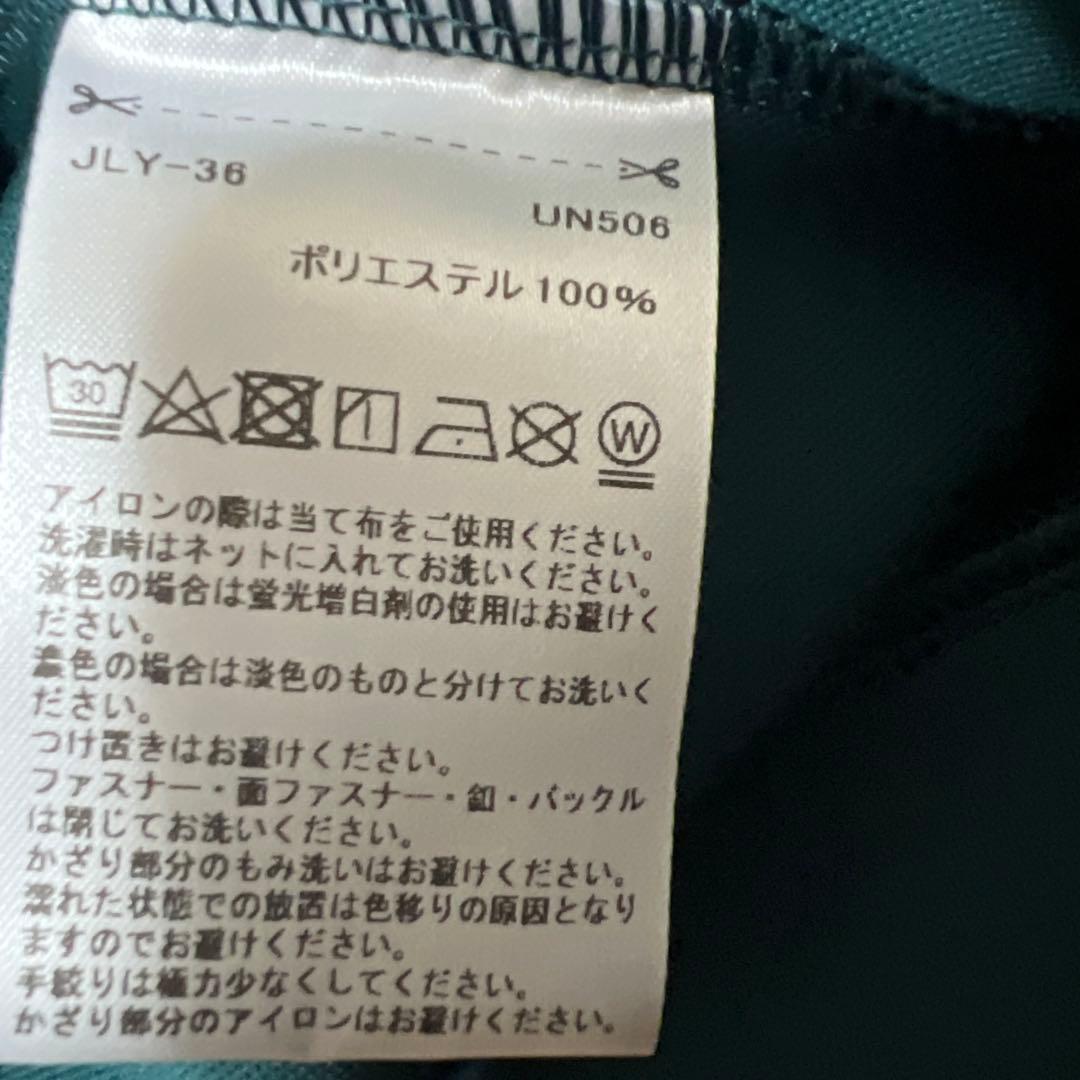 JLY-36
UN506
ポリエステル 100%
30
W
アイロンの際は当て布をご使用ください。
洗濯時はネットに入れてお洗いください。
淡色の場合は蛍光増白剤の使用はお避けく
ださい。
濃色の場合は淡色のものと分けてお洗いく
ださい。
つけ置きはお避けください。
ファスナー・面ファスナー・釦・バックル
は閉じてお洗いください。
かざり部分のもみ洗いはお避けください。
濡れた状態での放置は色移りの原因となり
ますのでお避けください。
手絞りは極力少なくしてください。
かざり部分のアイロンはお避けください。